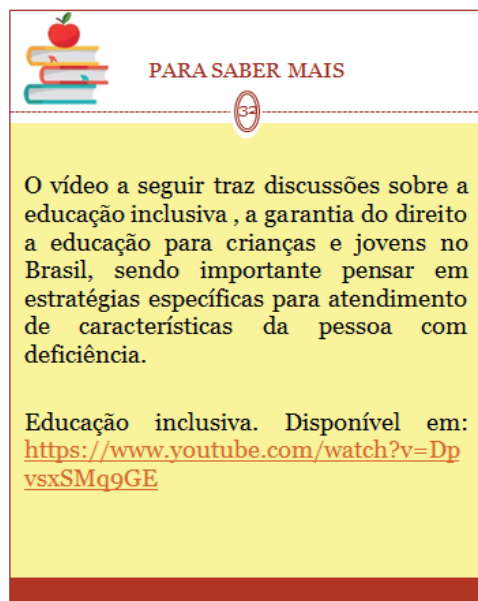 PARA SABER MAIS
32
O vídeo a seguir traz discussões sobre a
educação inclusiva , a garantia do direito
a educação para crianças e jovens no
Brasil, sendo importante pensar em
estratégias específicas para atendimento
de características da pessoa com
deficiência.
Educação inclusiva. Disponível em:
https://www.youtube.com/watch?v=Dp
vsxSMq9GE